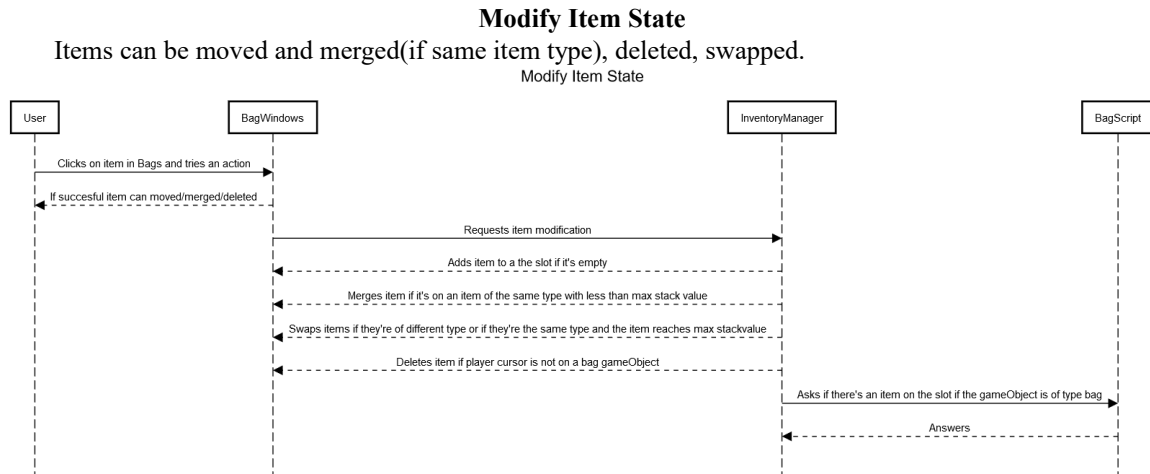 Modify Item State
Items can be moved and merged(if same item type), deleted, swapped.
Modify Item State
User
BagWindows
InventoryManager
BagScript
Clicks on item in Bags and tries an action
If succesful item can moved/merged/deleted
Requests item modification
Adds item to a the slot if it's empty
Merges item if it's on an item of the same type with less than max stack value
Swaps items if they're of different type or if they're the same type and the item reaches max stackvalue
Deletes item if player cursor is not on a bag gameObject
Asks if there's an item on the slot if the gameObject is of type bag
Answers